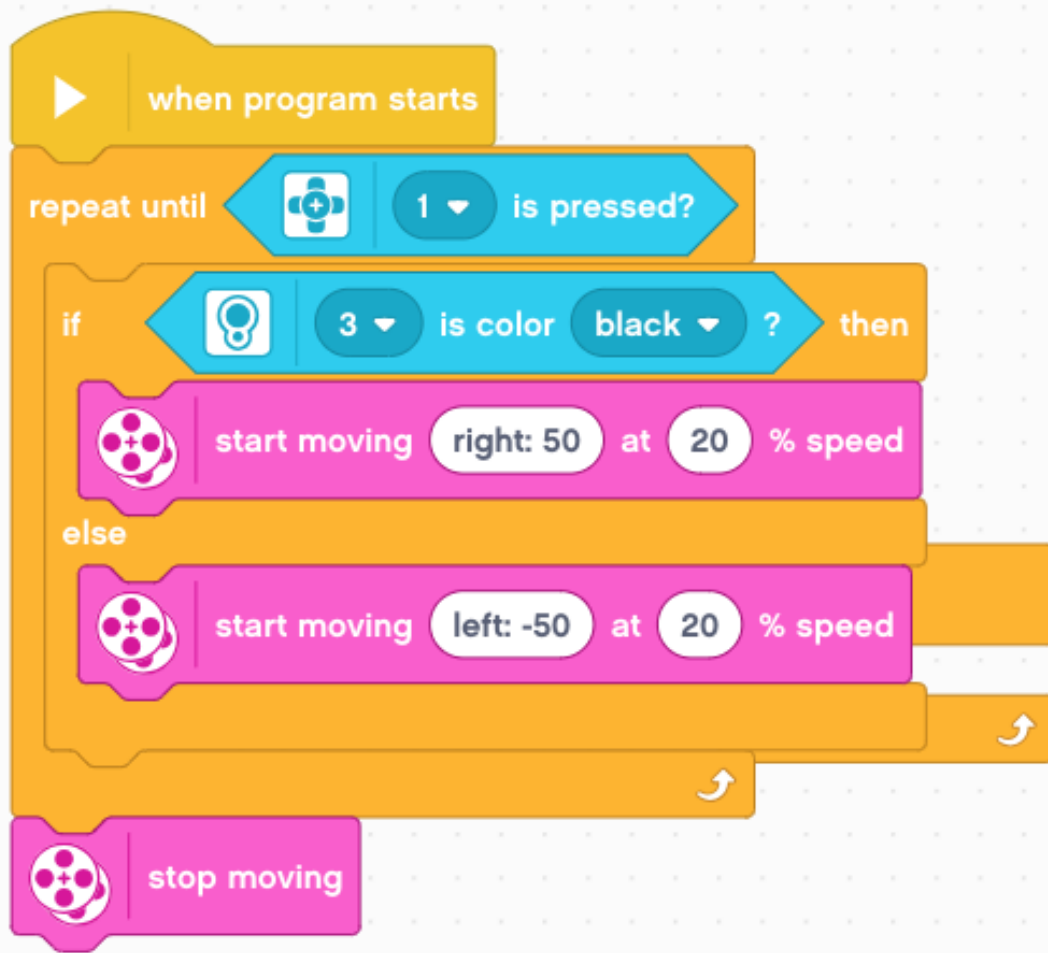 when program starts
repeat until 1 is pressed?
if 3 is color black ? then
start moving right: 50 at 20 % speed
else
start moving left: -50 at 20 % speed
stop moving